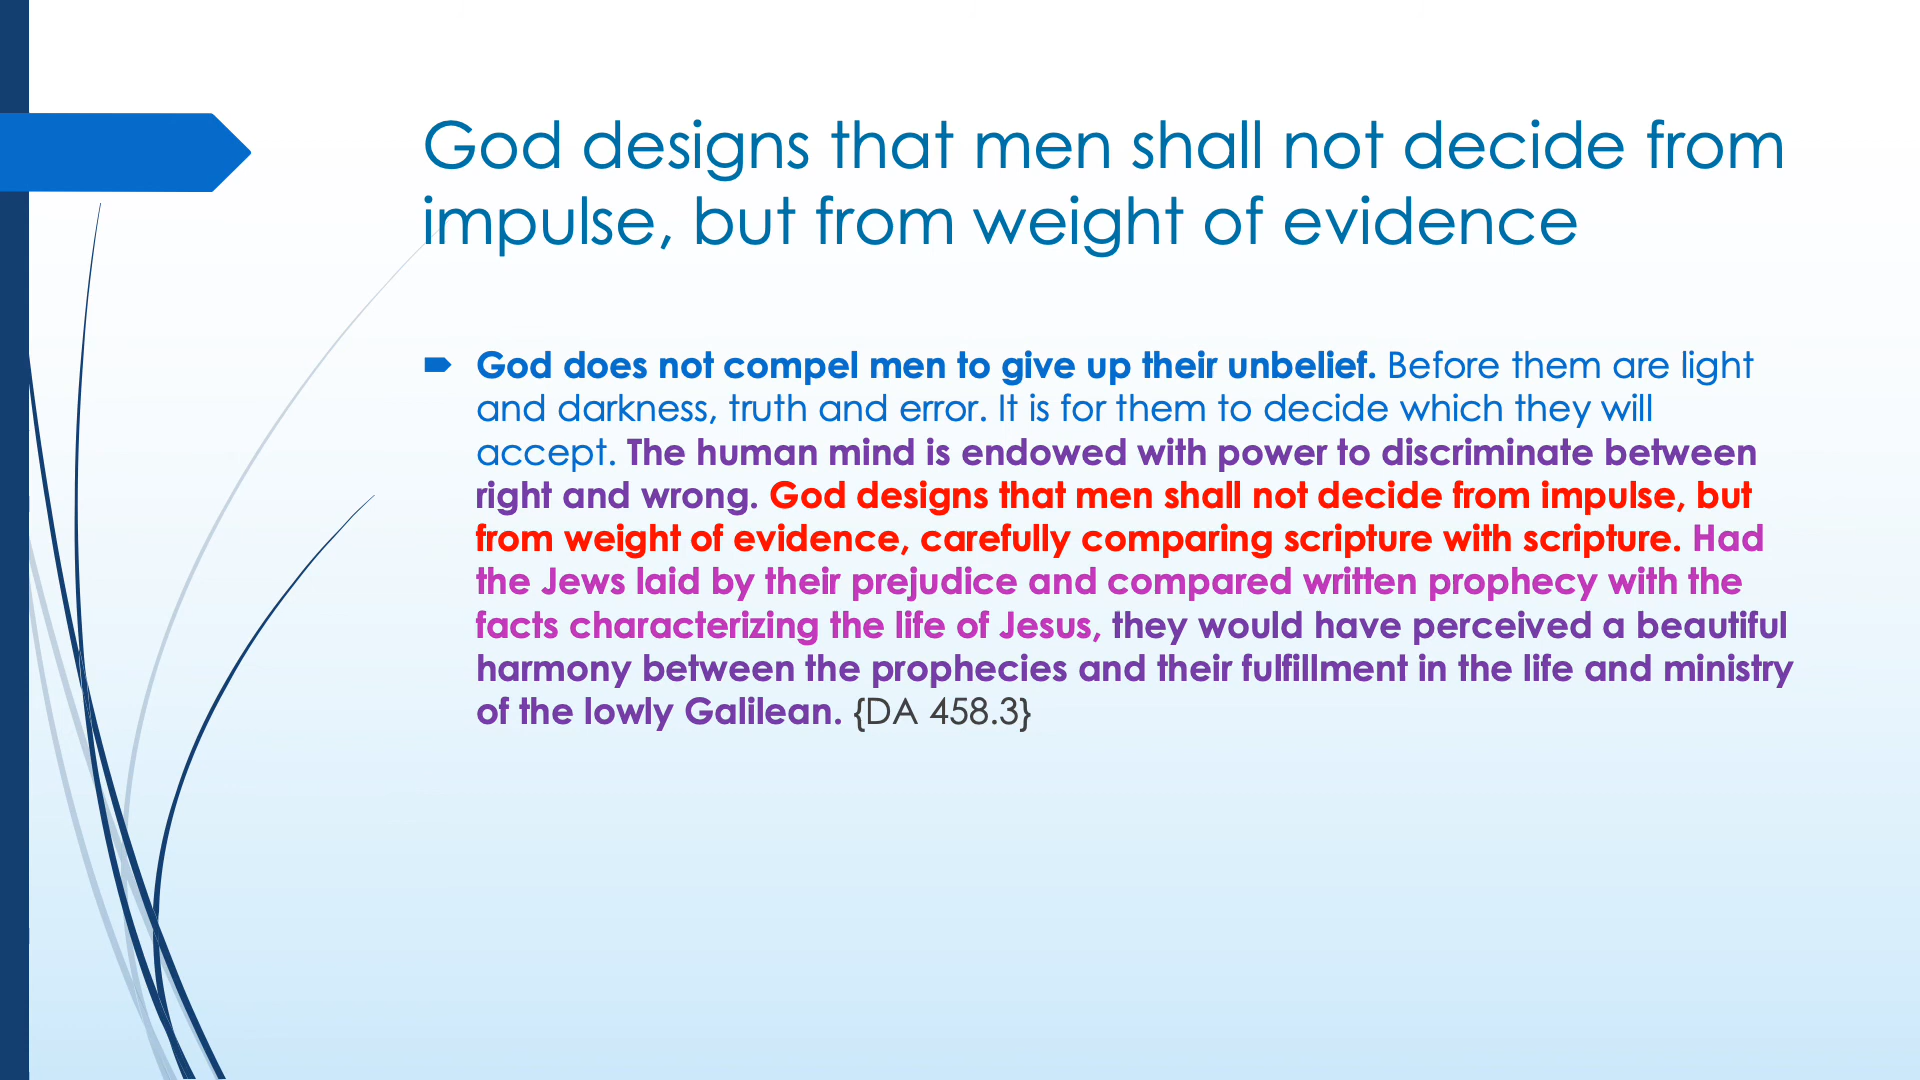 God designs that men shall not decide from
impulse, but from weight of evidence
God does not compel men to give up their unbelief. Before them are light
and darkness, truth and error. It is for them to decide which they will
accept. The human mind is endowed with power to discriminate between
right and wrong. God designs that men shall not decide from impulse, but
from weight of evidence, carefully comparing scripture with scripture. Had
the Jews laid by their prejudice and compared written prophecy with the
facts characterizing the life of Jesus, they would have perceived a beautiful
harmony between the prophecies and their fulfillment in the life and ministry
of the lowly Galilean. {DA 458.3}